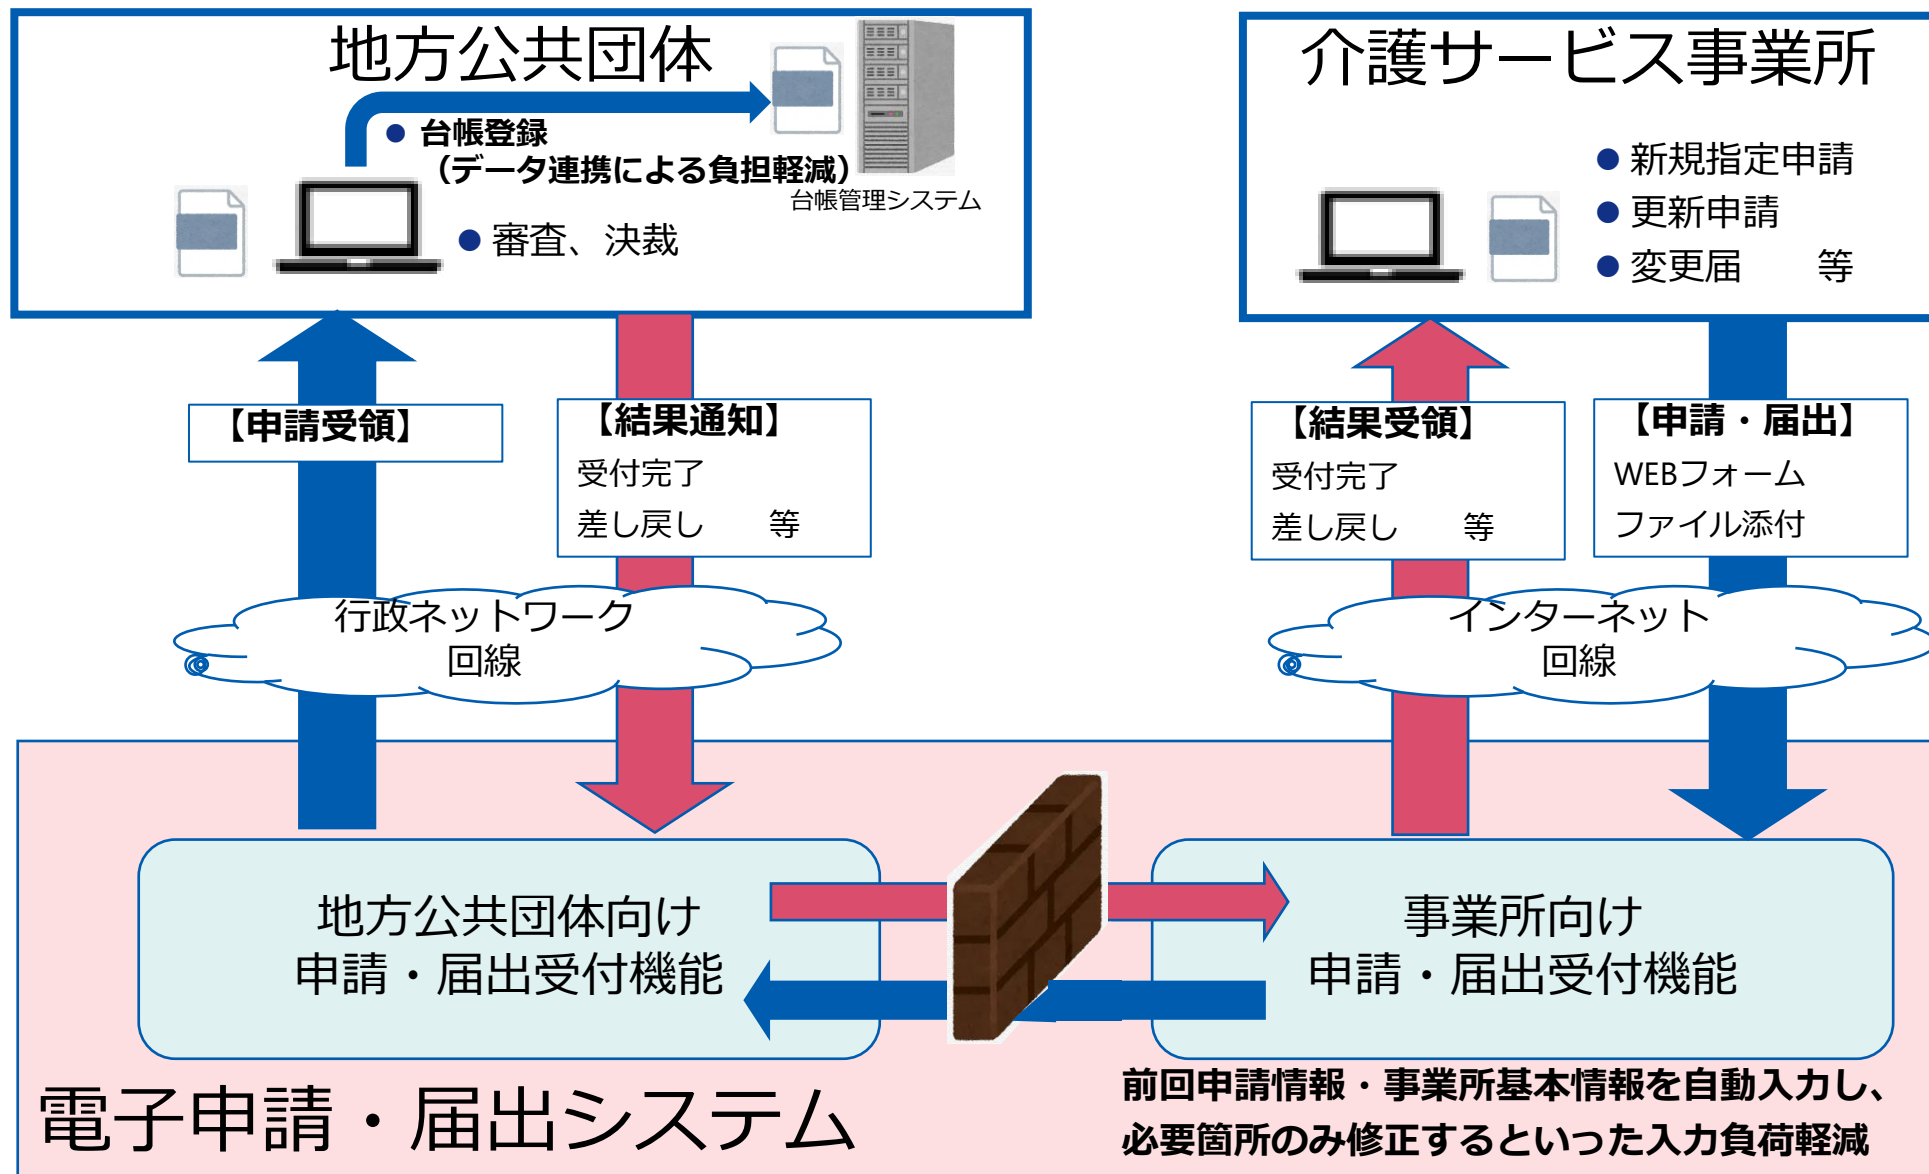 地方公共団体
● 台帳登録
（データ連携による負担軽減）
台帳管理システム
● 審査、決裁
介護サービス事業所
● 新規指定申請
● 更新申請
● 変更届　　等
【申請受領】
【結果通知】
受付完了
差し戻し　　等
【結果受領】
受付完了
差し戻し　　等
【申請・届出】
WEBフォーム
ファイル添付
行政ネットワーク
回線
インターネット
回線
地方公共団体向け
申請・届出受付機能
事業所向け
申請・届出受付機能
電子申請・届出システム
前回申請情報・事業所基本情報を自動入力し、
必要箇所のみ修正するといった入力負荷軽減